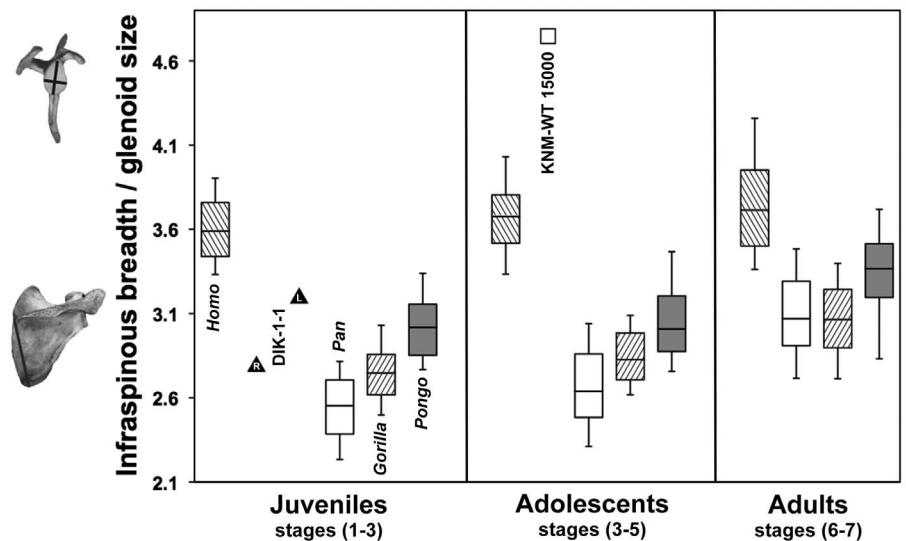 Infraspinous breadth / glenoid size
4.6
4.1
3.6
3.1
2.6
2.1
Homo
R
DIK-1-1
L
Pan
Gorilla
Pongo
KNM-WT 15000
Juveniles
stages (1-3)
Adolescents
stages (3-5)
Adults
stages (6-7)